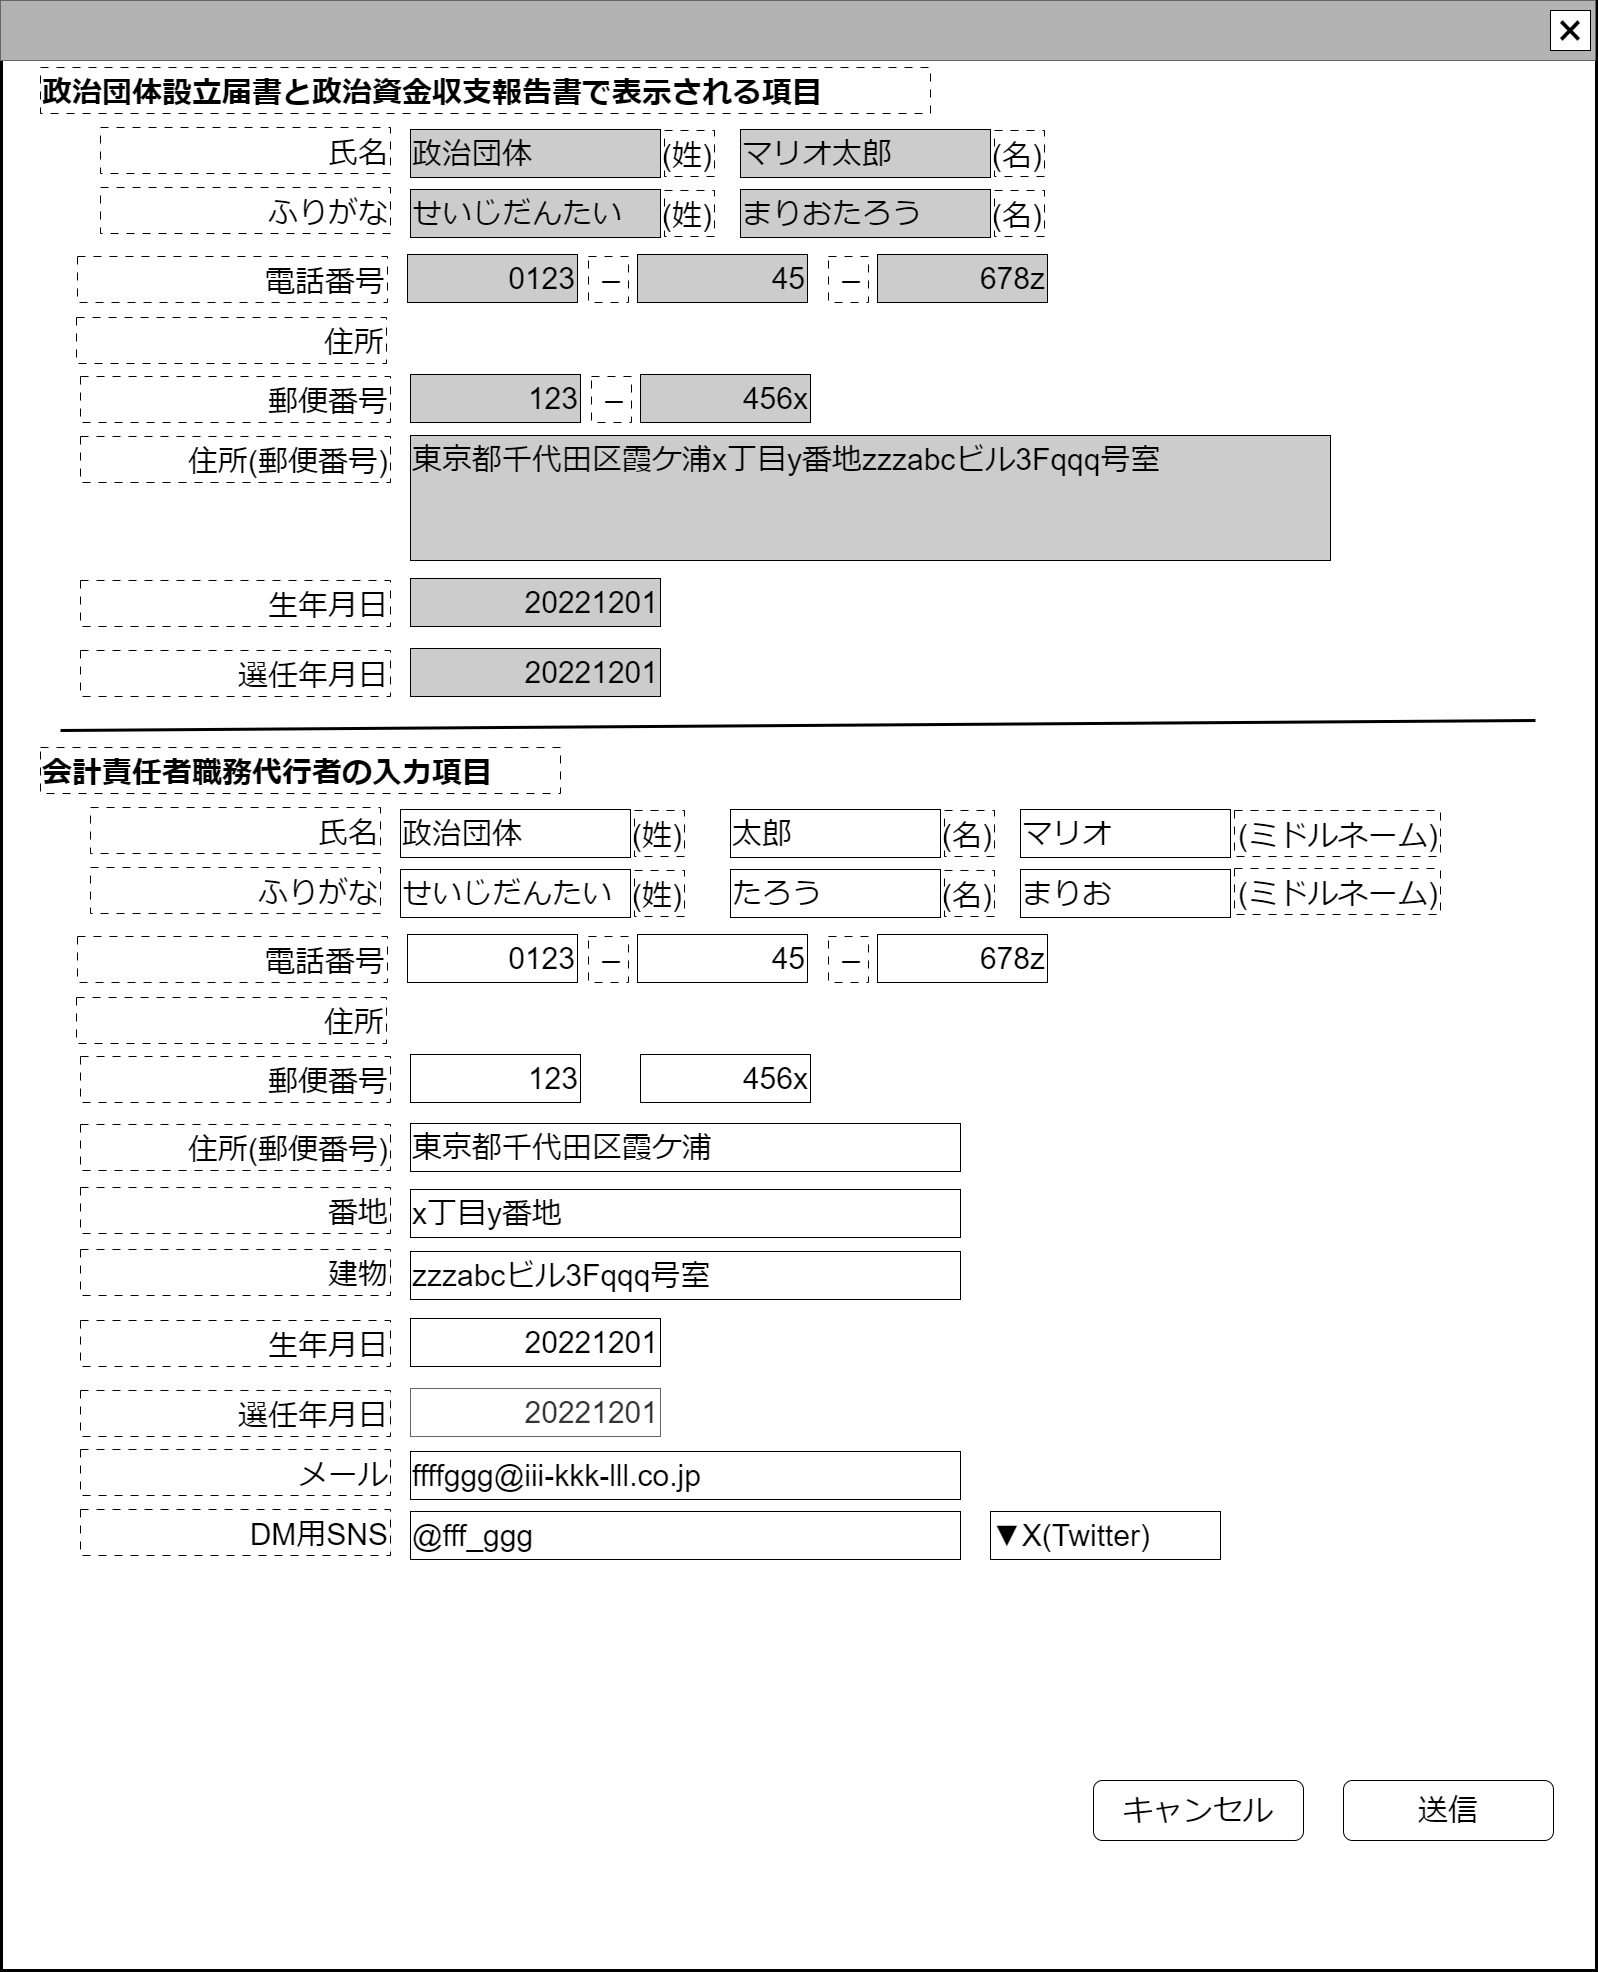 ×
政治団体設立届書と政治資金収支報告書で表示される項目
氏名 政治団体 (姓) マリオ太郎 (名)
ふりがな せいじだんたい (姓) まりおたろう (名)
電話番号 0123 – 45 – 678z
住所
郵便番号 123 – 456x
住所(郵便番号) 東京都千代田区霞ケ浦x丁目y番地zzzabcビル3Fqqq号室
生年月日 20221201
選任年月日 20221201
会計責任者職務代行者の入力項目
氏名 政治団体 (姓) 太郎 (名) マリオ (ミドルネーム)
ふりがな せいじだんたい (姓) たろう (名) まりお (ミドルネーム)
電話番号 0123 – 45 – 678z
住所
郵便番号 123 456x
住所(郵便番号) 東京都千代田区霞ケ浦
番地 x丁目y番地
建物 zzzabcビル3Fqqq号室
生年月日 20221201
選任年月日 20221201
メール ffffggg@iii-kkk-lll.co.jp
DM用SNS @fff_ggg ▼X(Twitter)
キャンセル 送信